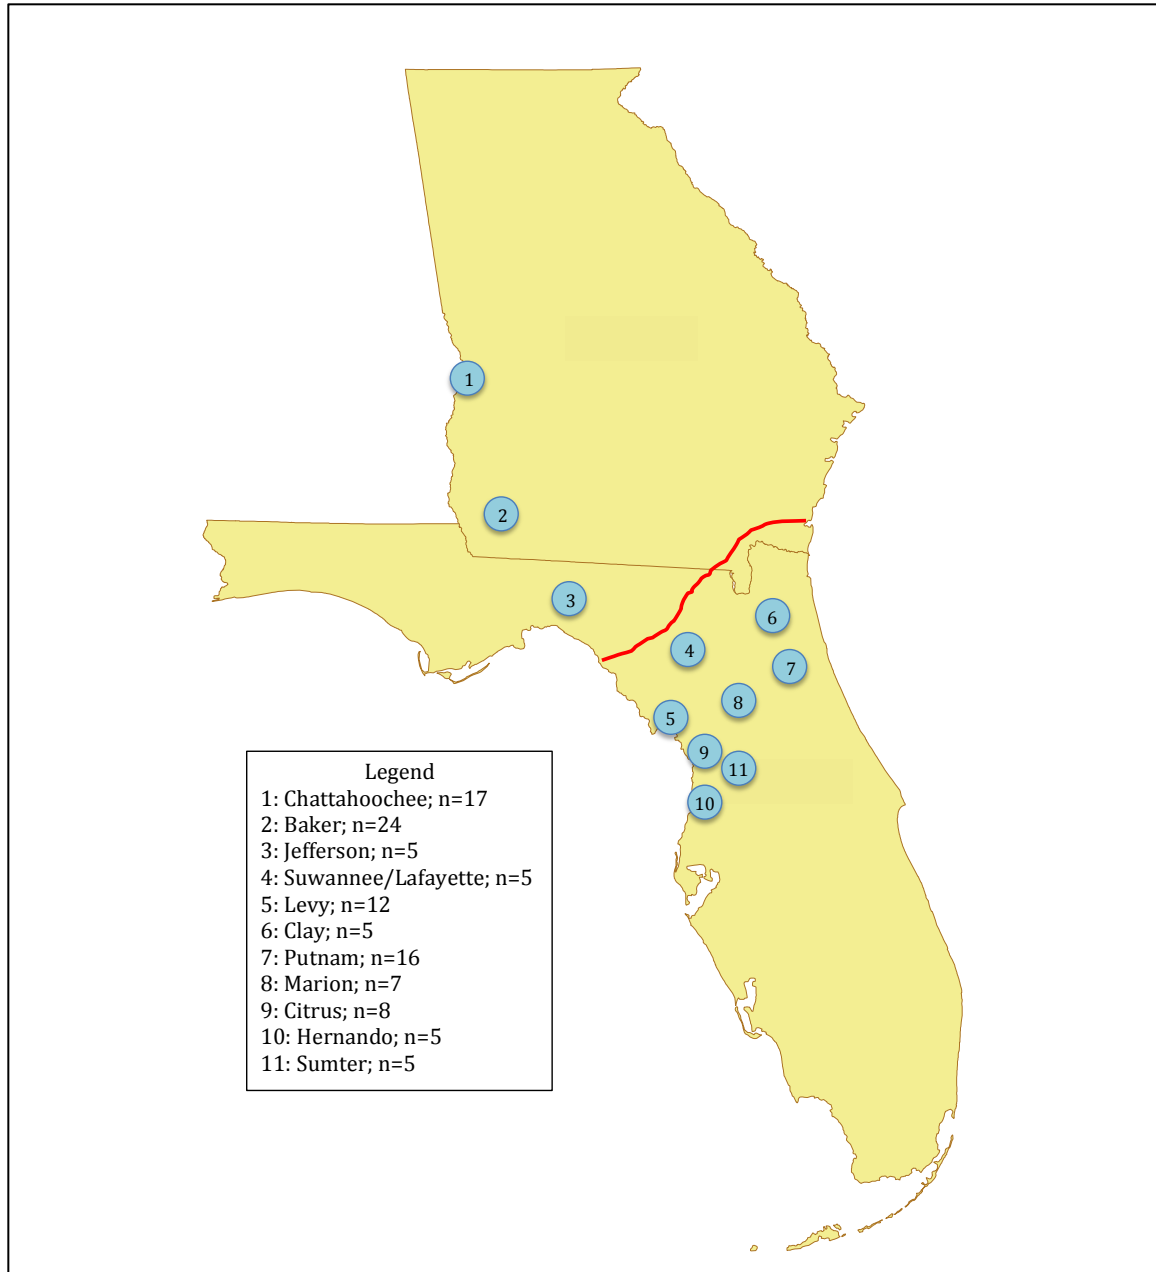 1
2
3
6
4
7
8
5
9
11
10
Legend
1: Chattahoochee; n=17
2: Baker; n=24
3: Jefferson; n=5
4: Suwannee/Lafayette; n=5
5: Levy; n=12
6: Clay; n=5
7: Putnam; n=16
8: Marion; n=7
9: Citrus; n=8
10: Hernando; n=5
11: Sumter; n=5